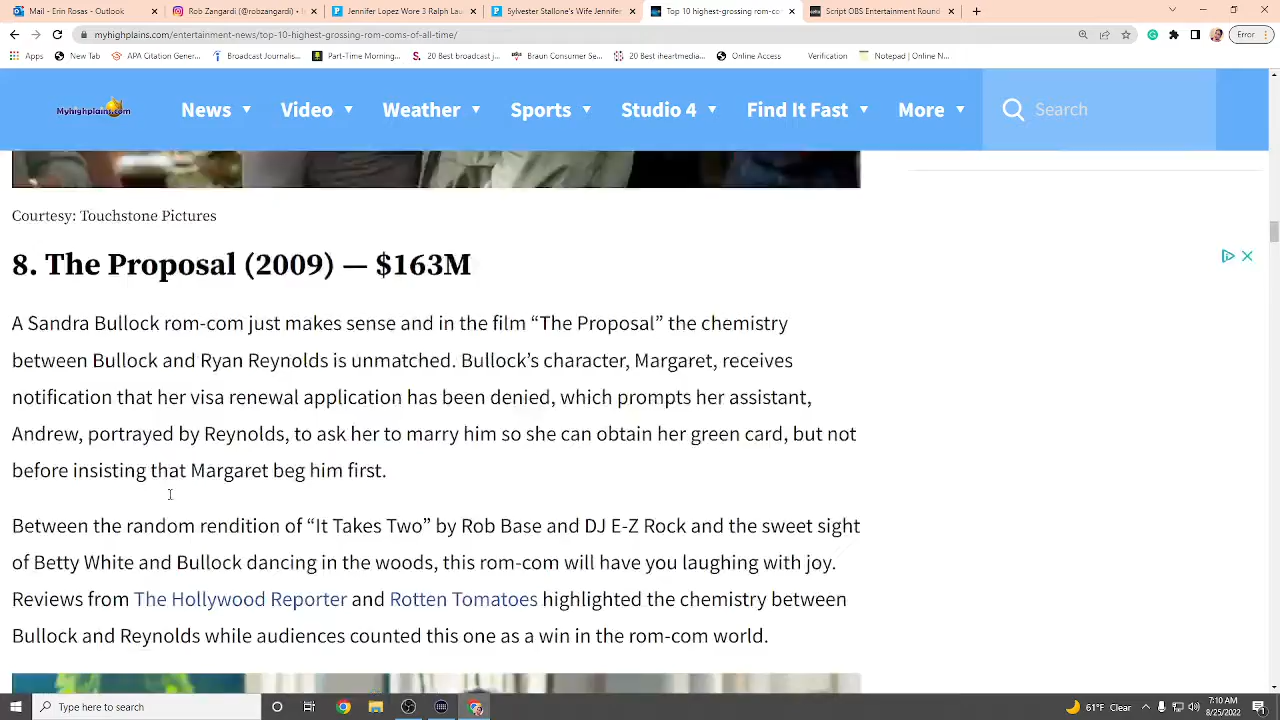 Mail - Erin Rosas - Outlook
Rob Zangardi (@robzangardi) • I
Jennifer Lopez Wore 3 Ralph Lau
Sylvester Stallone's Wife Jennifer
Top 10 highest-grossing rom-co
Script OBS Entertainment Round
myhighplains.com/entertainment-news/top-10-highest-grossing-rom-coms-of-all-time/
Error
Apps
New Tab
APA Citation Gener...
Broadcast Journalis...
Part-Time Morning...
20 Best broadcast j...
Braun Consumer Se...
20 Best iheartmedia...
Online Access
Verification
Notepad | Online N...
Myhighplains.com
News
Video
Weather
Sports
Studio 4
Find It Fast
More
Search
Courtesy: Touchstone Pictures
8. The Proposal (2009) — $163M
A Sandra Bullock rom-com just makes sense and in the film “The Proposal” the chemistry
between Bullock and Ryan Reynolds is unmatched. Bullock’s character, Margaret, receives
notification that her visa renewal application has been denied, which prompts her assistant,
Andrew, portrayed by Reynolds, to ask her to marry him so she can obtain her green card, but not
before insisting that Margaret beg him first.
Between the random rendition of “It Takes Two” by Rob Base and DJ E-Z Rock and the sweet sight
of Betty White and Bullock dancing in the woods, this rom-com will have you laughing with joy.
Reviews from The Hollywood Reporter and Rotten Tomatoes highlighted the chemistry between
Bullock and Reynolds while audiences counted this one as a win in the rom-com world.
Type here to search
61°F Clear
7:10 AM
8/25/2022